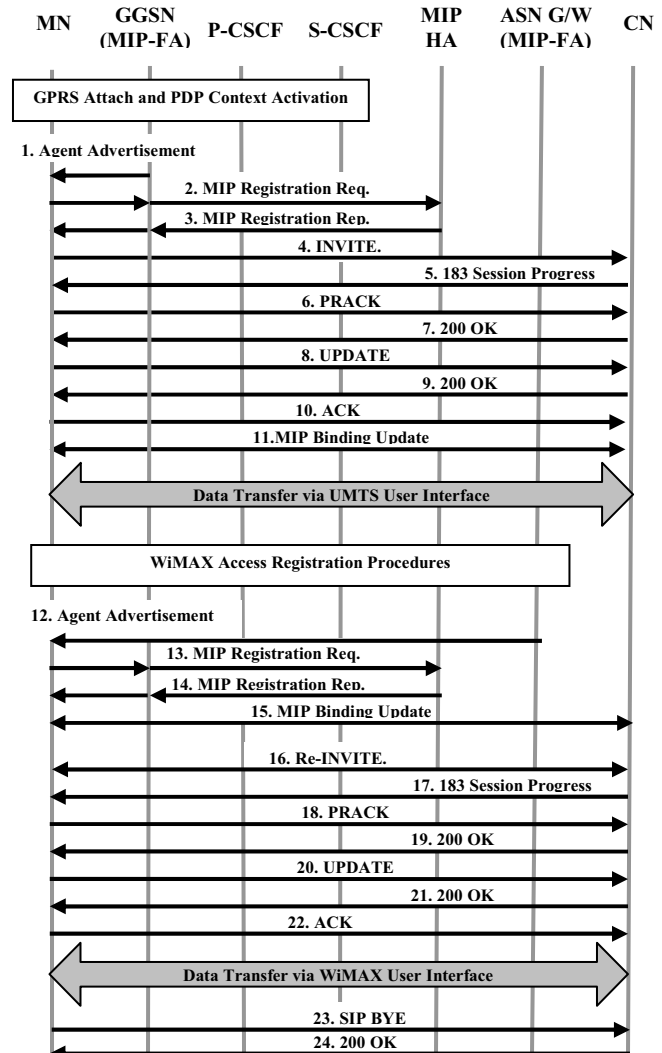 MN GGSN (MIP-FA) P-CSCF S-CSCF MIP HA ASN G/W (MIP-FA) CN
GPRS Attach and PDP Context Activation
1. Agent Advertisement
2. MIP Registration Req.
3. MIP Registration Rep.
4. INVITE.
5. 183 Session Progress
6. PRACK
7. 200 OK
8. UPDATE
9. 200 OK
10. ACK
11.MIP Binding Update
Data Transfer via UMTS User Interface
WiMAX Access Registration Procedures
12. Agent Advertisement
13. MIP Registration Req.
14. MIP Registration Rep.
15. MIP Binding Update
16. Re-INVITE.
17. 183 Session Progress
18. PRACK
19. 200 OK
20. UPDATE
21. 200 OK
22. ACK
Data Transfer via WiMAX User Interface
23. SIP BYE
24. 200 OK